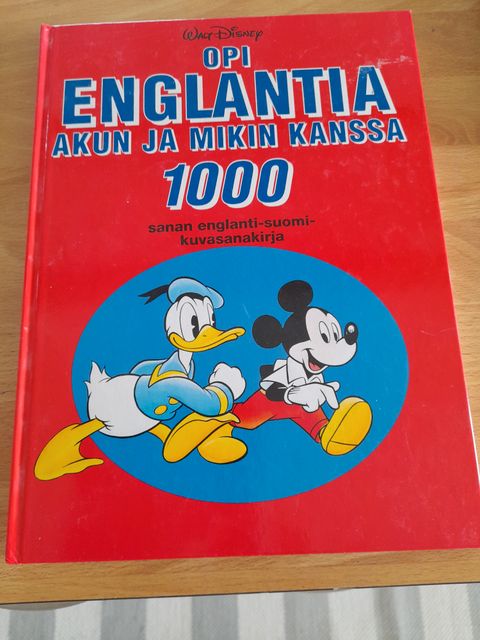 Walt Disney
OPI
ENGLANTIA
AKUN JA MIKIN KANSSA
1000
sanan englanti-suomi-
kuvasanakirja